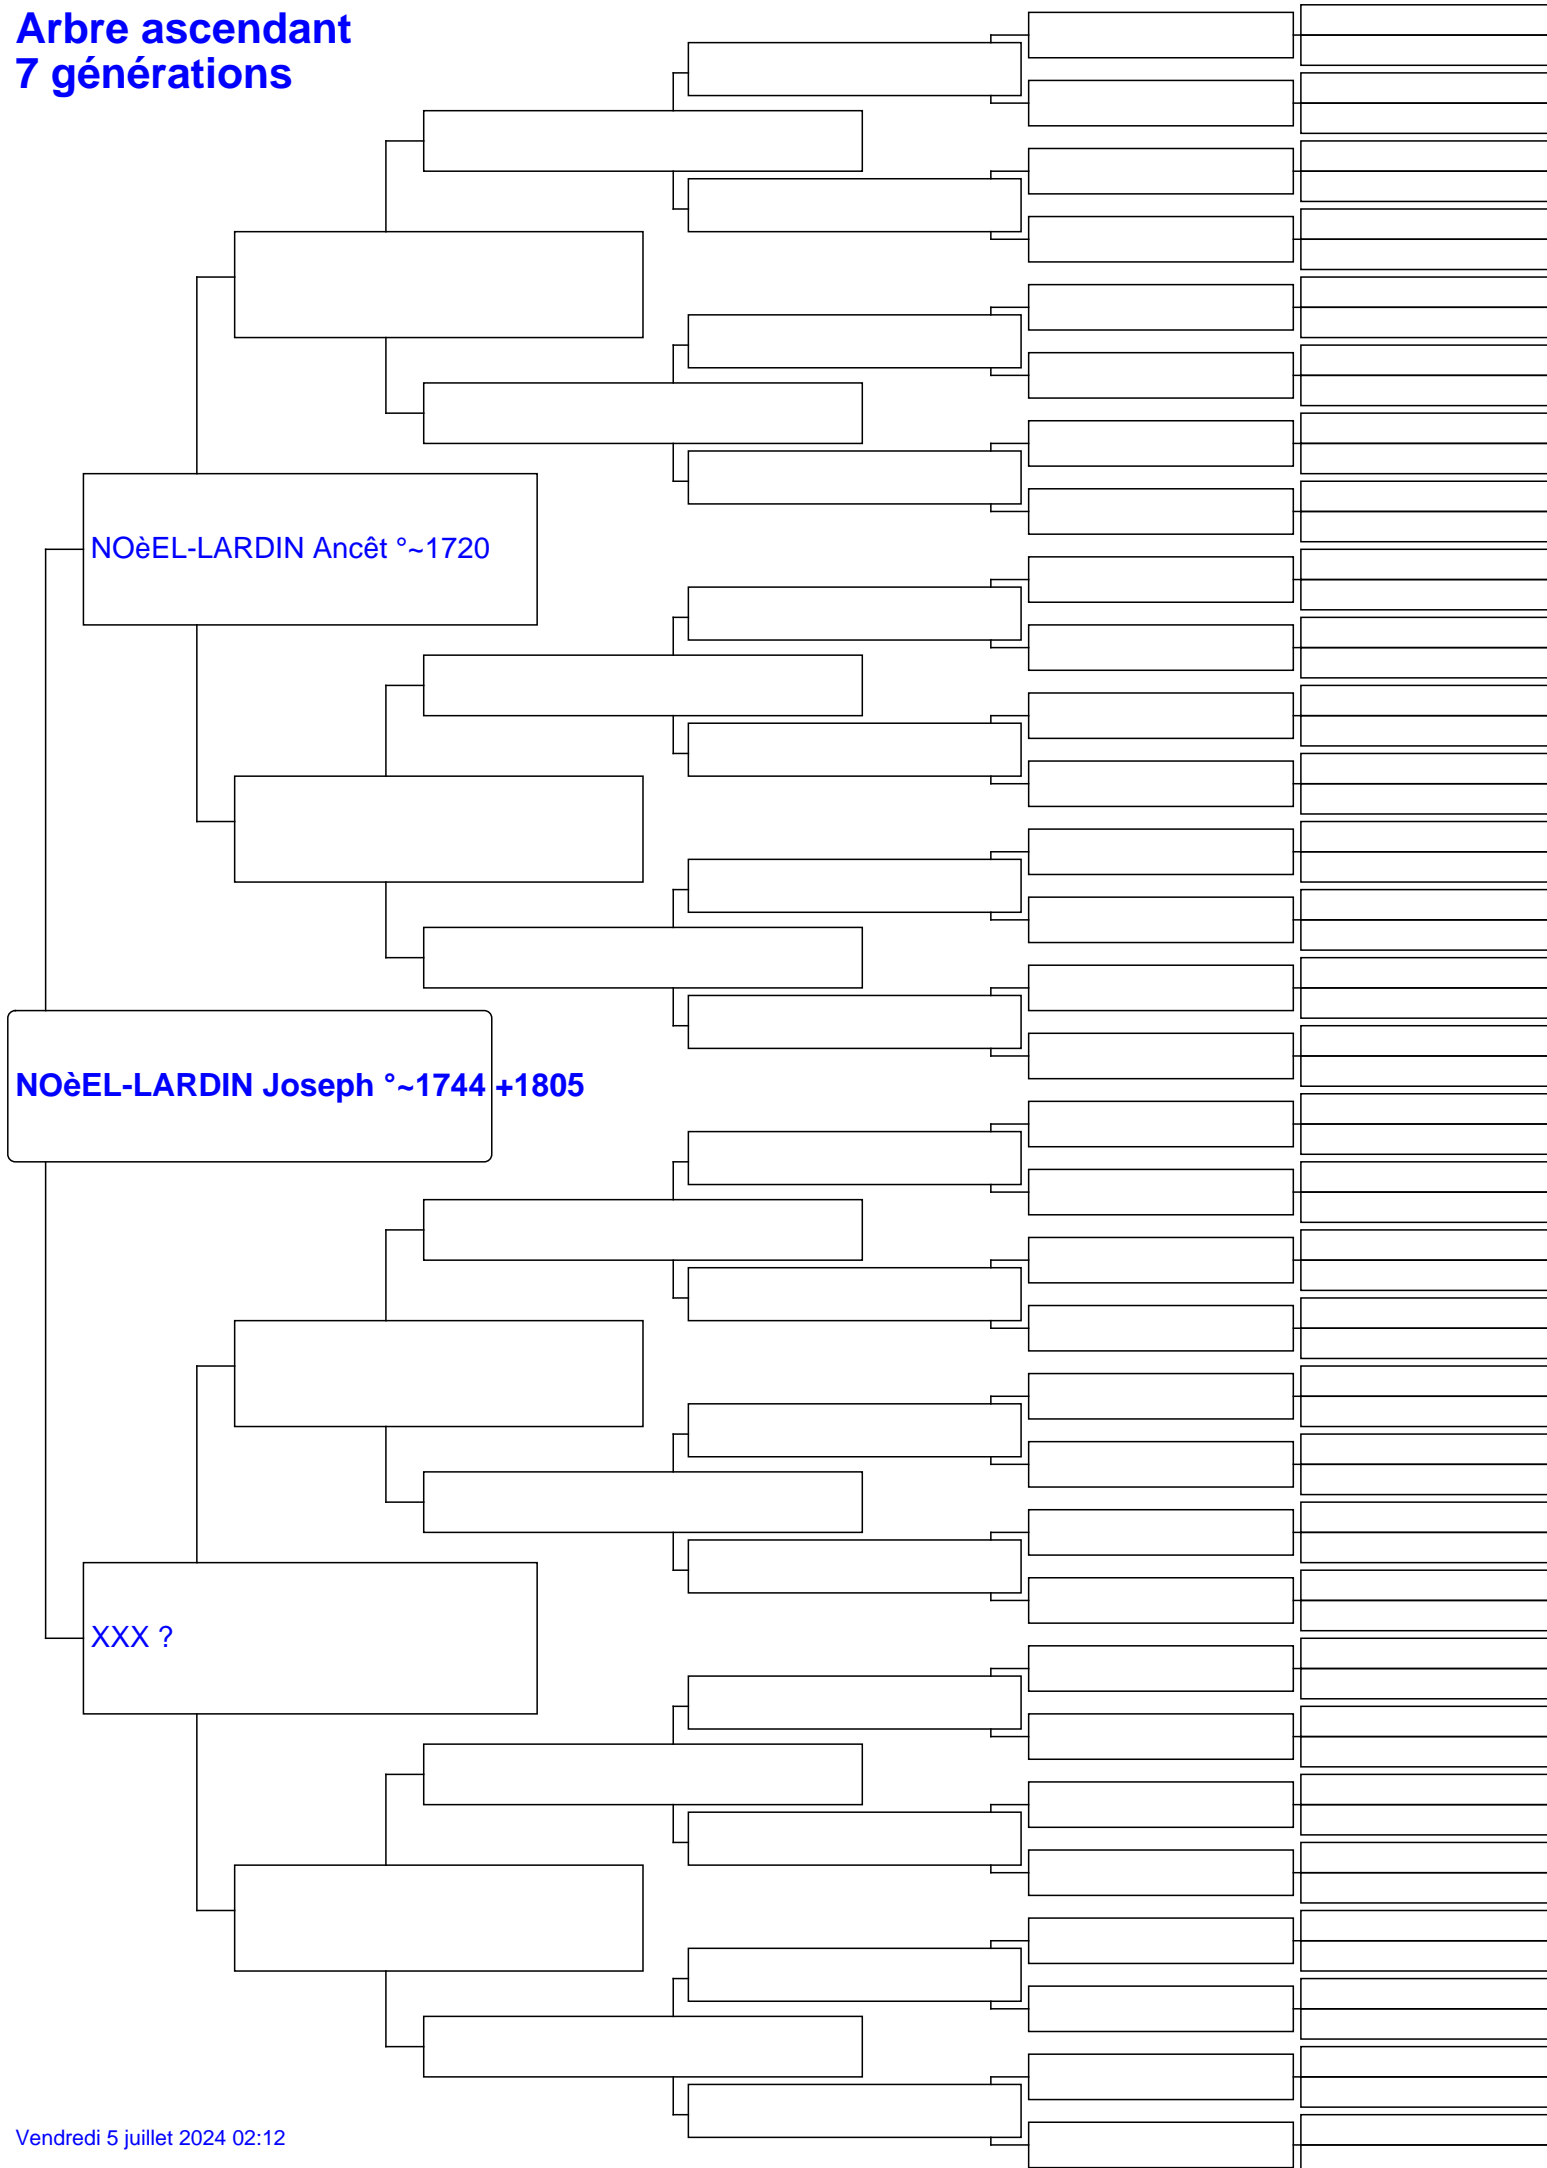 Arbre ascendant
7 générations
NOèEL-LARDIN Ancêt °~1720
NOèEL-LARDIN Joseph °~1744 +1805
XXX ?
Vendredi 5 juillet 2024 02:12